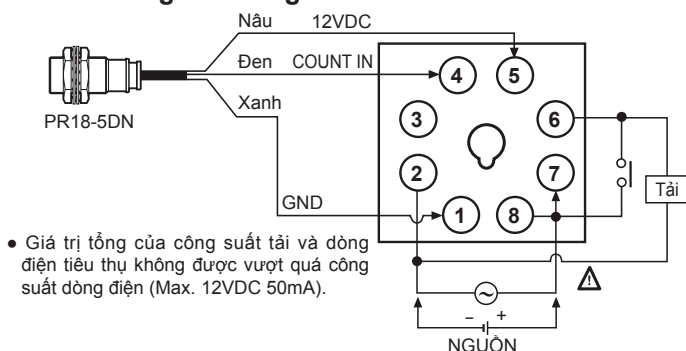 Nâu 12VDC
Đen COUNT IN
Xanh
PR18-5DN
GND
4 5
3 6
2 7
1 8
Tải
● Giá trị tổng của công suất tải và dòng
điện tiêu thụ không được vượt quá công
suất dòng điện (Max. 12VDC 50mA).
− +
NGUỒN